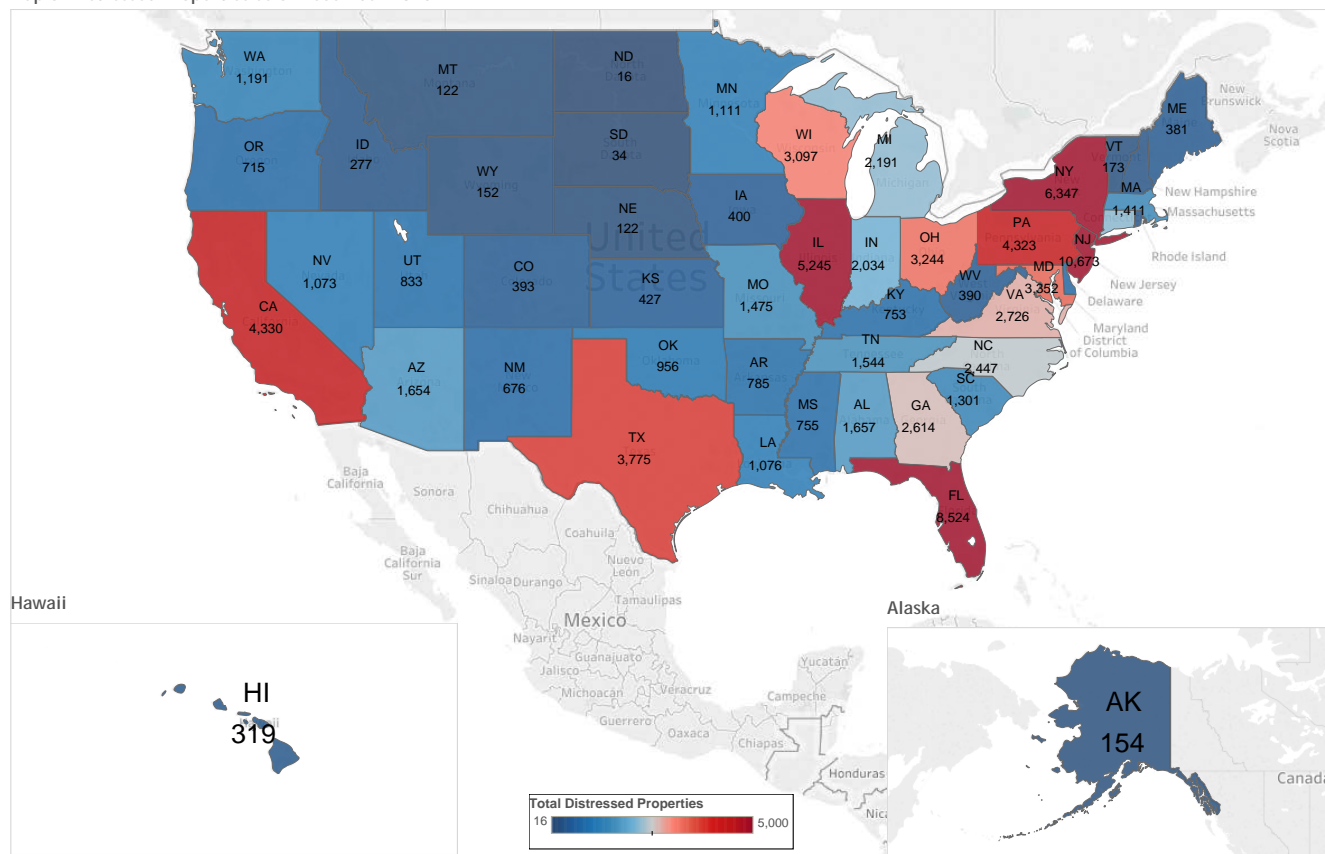 WA
1,191
MT
122
Montana
ND
16
North
Dakota
MN
1,111
Minnesota
OR
715
ID
277
SD
34
WI
3,097
MI
2,191
Michigan
ME
381
New
Brunswick
Nova
Scotia
VT
173
Vermont
NY
6,347
MA
1,411
New Hampshire
Massachusetts
Rhode Island
WY
152
IA
400
NE
122
United
States
IL
5,245
IN
2,034
OH
3,244
PA
4,323
NJ
10,673
New Jersey
Delaware
Maryland
District
of Columbia
MD
3,352
WV
390
VA
2,726
CA
4,330
NV
1,073
UT
833
CO
393
KS
427
MO
1,475
KY
753
AZ
1,654
NM
676
OK
956
AR
785
TN
1,544
NC
2,447
SC
1,301
MS
755
AL
1,657
GA
2,614
TX
3,775
LA
1,076
FL
8,524
Baja
California
Sonora
Chihuahua
Coahuila
Baja
California
Sur
Nuevo
León
Sinaloa
Durango
Tamaulipas
Mexico
Nayarit
Guanajuato
Jalisco
Michoacán
Veracruz
Guerrero
Oaxaca
Chiapas
Campeche
Yucatán
Honduras
Hawaii
HI
319
Alaska
AK
154
Canada
Total Distressed Properties
16
5,000